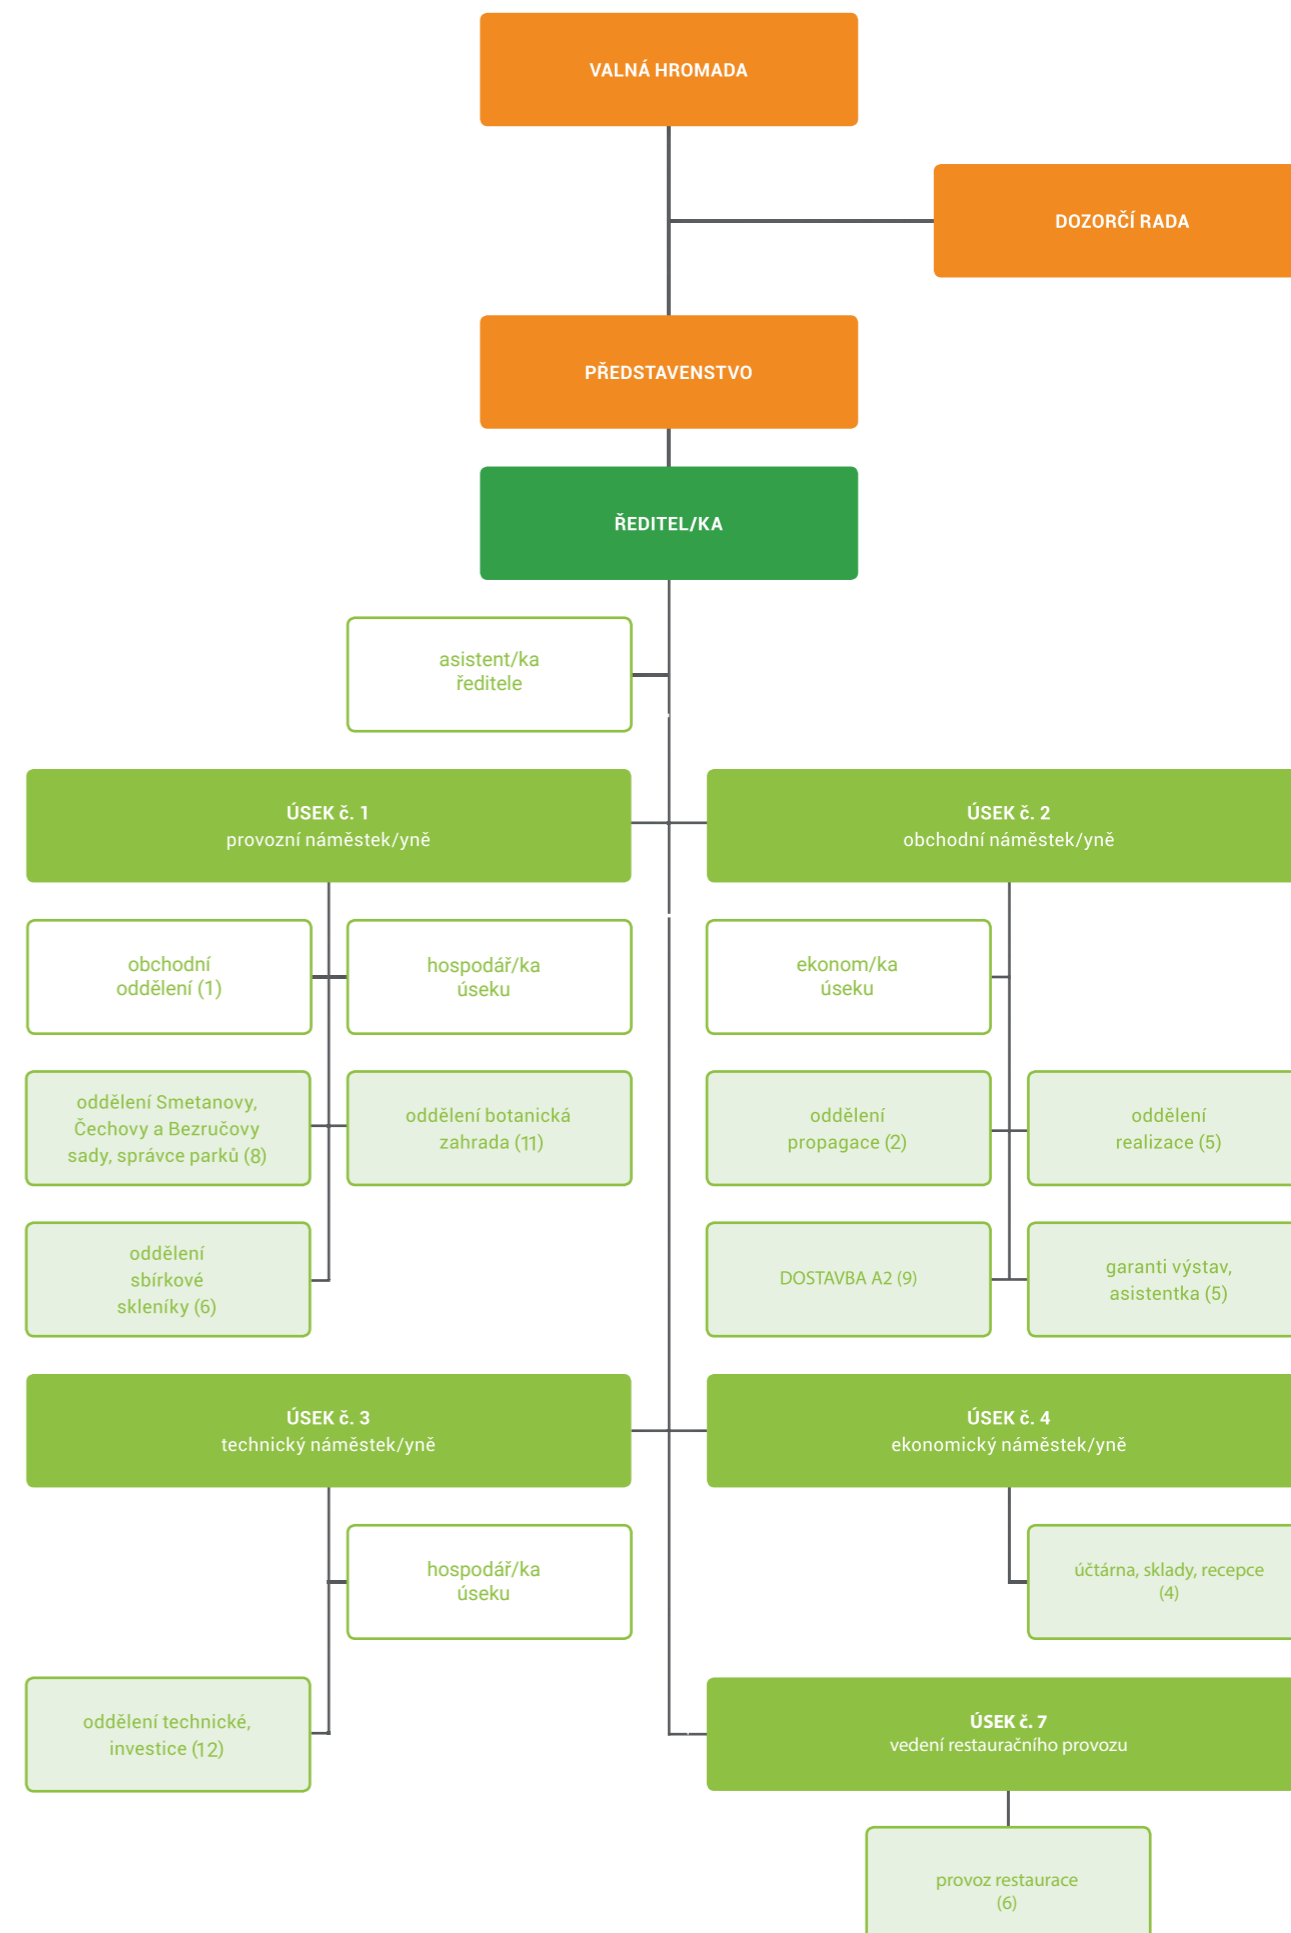 VALNÁ HROMADA
DOZORČÍ RADA
PŘEDSTAVENSTVO
ŘEDITEL/KA
asistent/ka
ředitele
ÚSEK č. 1
provozní náměstek/yně
ÚSEK č. 2
obchodní náměstek/yně
obchodní
oddělení (1)
hospodář/ka
úseku
ekonom/ka
úseku
oddělení Smetanovy,
Čechovy a Bezručovy
sady, správce parků (8)
oddělení botanická
zahrada (11)
oddělení
propagace (2)
oddělení
realizace (5)
oddělení
sbírkové
skleníky (6)
DOSTAVBA A2 (9)
garanti výstav,
asistentka (5)
ÚSEK č. 3
technický náměstek/yně
ÚSEK č. 4
ekonomický náměstek/yně
hospodář/ka
úseku
účtárna, sklady, recepce
(4)
oddělení technické,
investice (12)
ÚSEK č. 7
vedení restauračního provozu
provoz restaurace
(6)